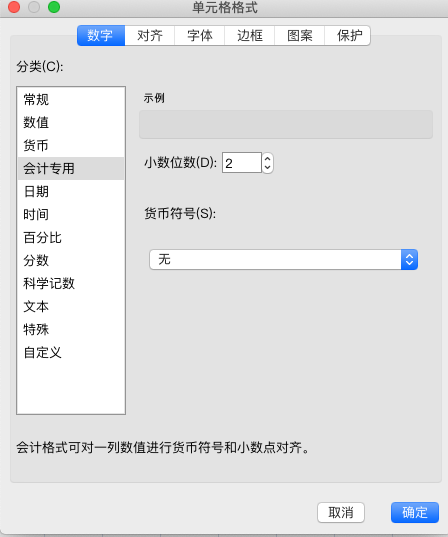 单元格格式
数字 对齐 字体 边框 图案 保护
分类(C):
常规
数值
货币
会计专用
日期
时间
百分比
分数
科学记数
文本
特殊
自定义
示例
小数位数(D): 2
货币符号(S):
无
会计格式可对一列数值进行货币符号和小数点对齐。
取消 确定